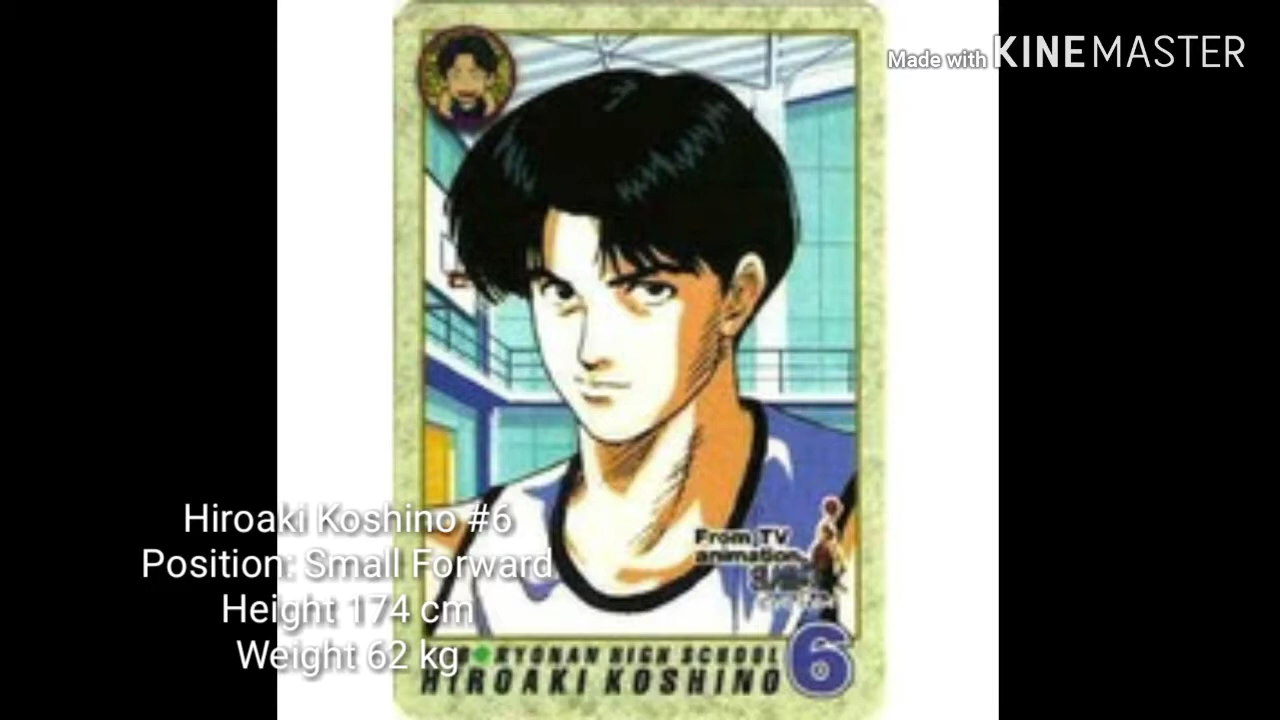 Made with KINEMASTER
Hiroaki Koshino #6
Position: Small Forward
Height 174 cm
Weight 62 kg
From TV
animation
RYONAN HIGH SCHOOL
HIROAKI KOSHINO
6